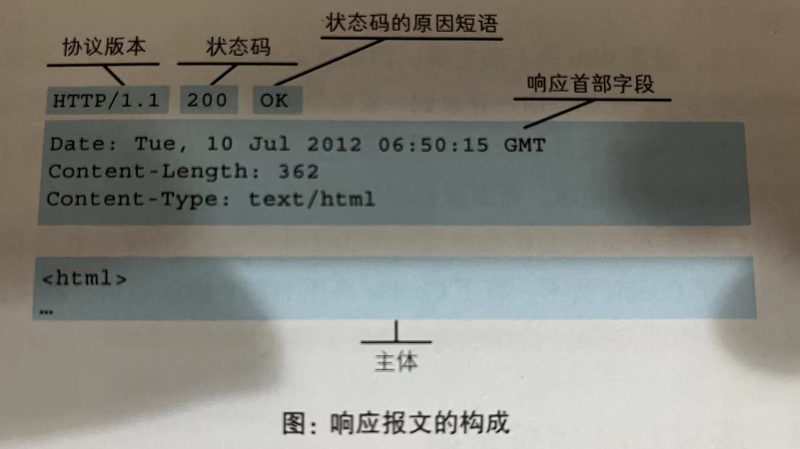 状态码的原因短语
协议版本 状态码
HTTP/1.1 200 OK
响应首部字段
Date: Tue, 10 Jul 2012 06:50:15 GMT
Content-Length: 362
Content-Type: text/html
<html>
…
主体
图：响应报文的构成